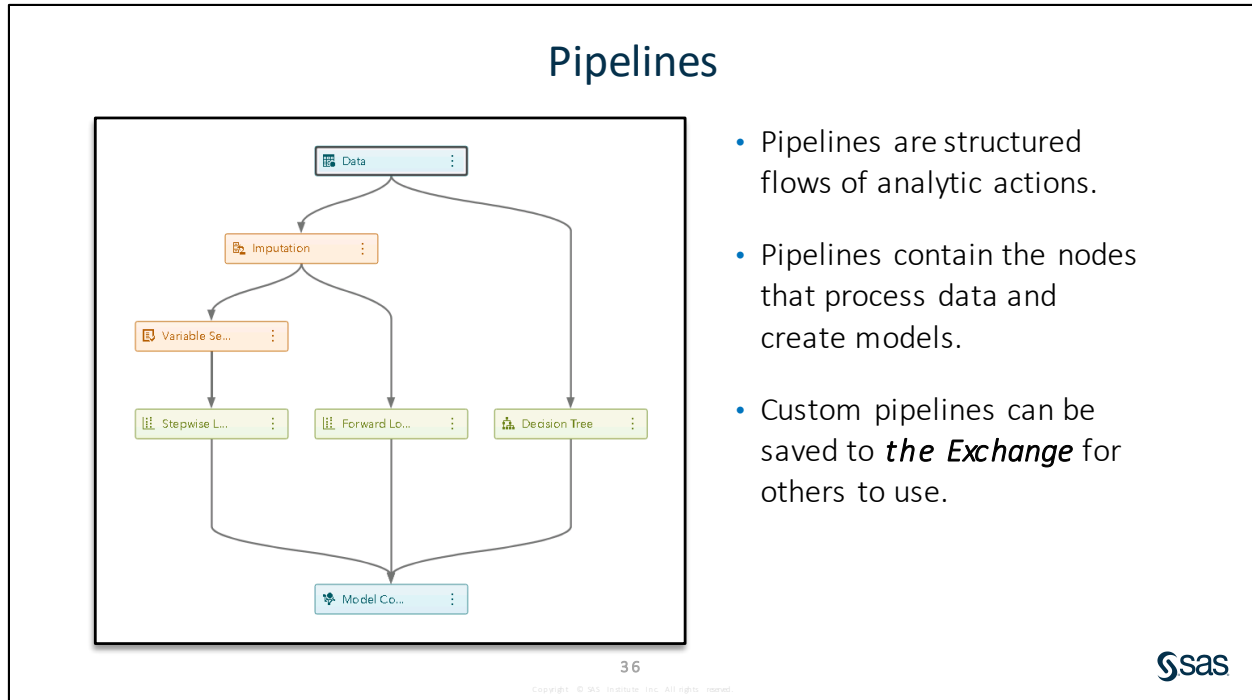 Pipelines
Data
Imputation
Variable Se...
Stepwise L...
Forward Lo...
Decision Tree
Model Co...
• Pipelines are structured
flows of analytic actions.
• Pipelines contain the nodes
that process data and
create models.
• Custom pipelines can be
saved to the Exchange for
others to use.
36
Copyright © SAS Institute Inc. All rights reserved.
sas